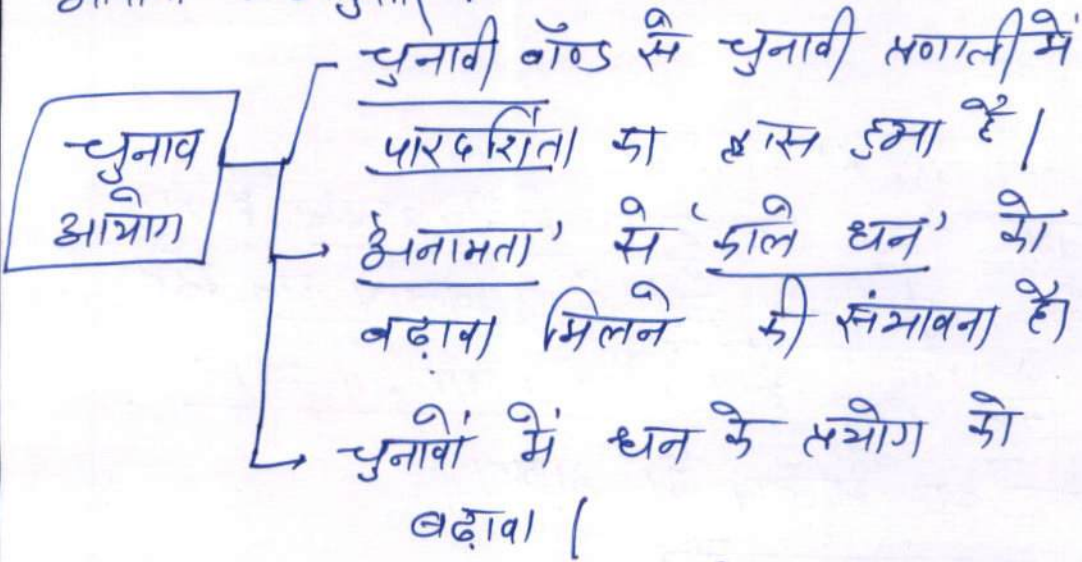 चुनावी बॉण्ड से चुनावी प्रणाली में
पारदर्शिता का ह्रास हुआ है।
चुनाव
आयोग
'अनामता' से 'काले धन' को
बढ़ावा मिलने की संभावना है।
चुनावों में धन के प्रयोग को
बढ़ावा।